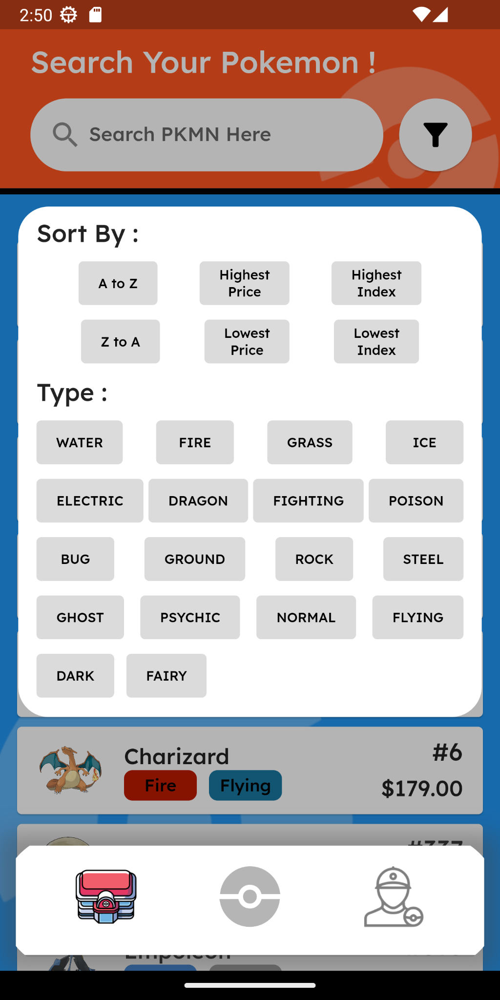 2:50
Search Your Pokemon !
Search PKMN Here
Sort By :
A to Z
Highest
Price
Highest
Index
Z to A
Lowest
Price
Lowest
Index
Type :
WATER
FIRE
GRASS
ICE
ELECTRIC
DRAGON
FIGHTING
POISON
BUG
GROUND
ROCK
STEEL
GHOST
PSYCHIC
NORMAL
FLYING
DARK
FAIRY
Charizard
#6
Fire
Flying
$179.00
#337
Empoleon